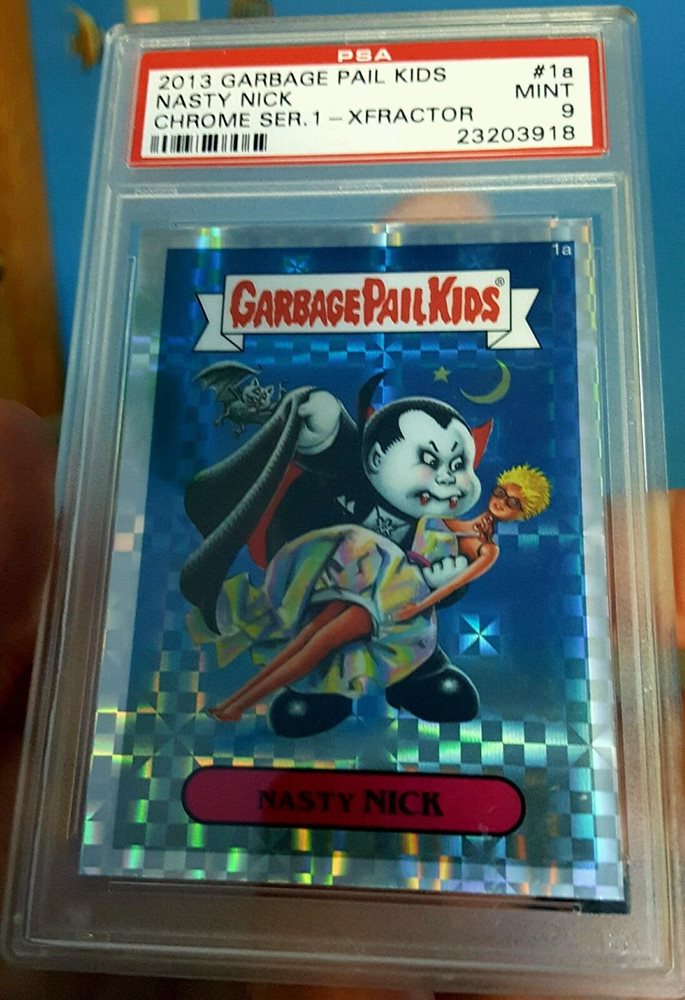 PSA
2013 GARBAGE PAIL KIDS #1a
NASTY NICK MINT
CHROME SER.1 – XFRACTOR 9
23203918
1a
GARBAGE PAIL KIDS®
NASTY NICK